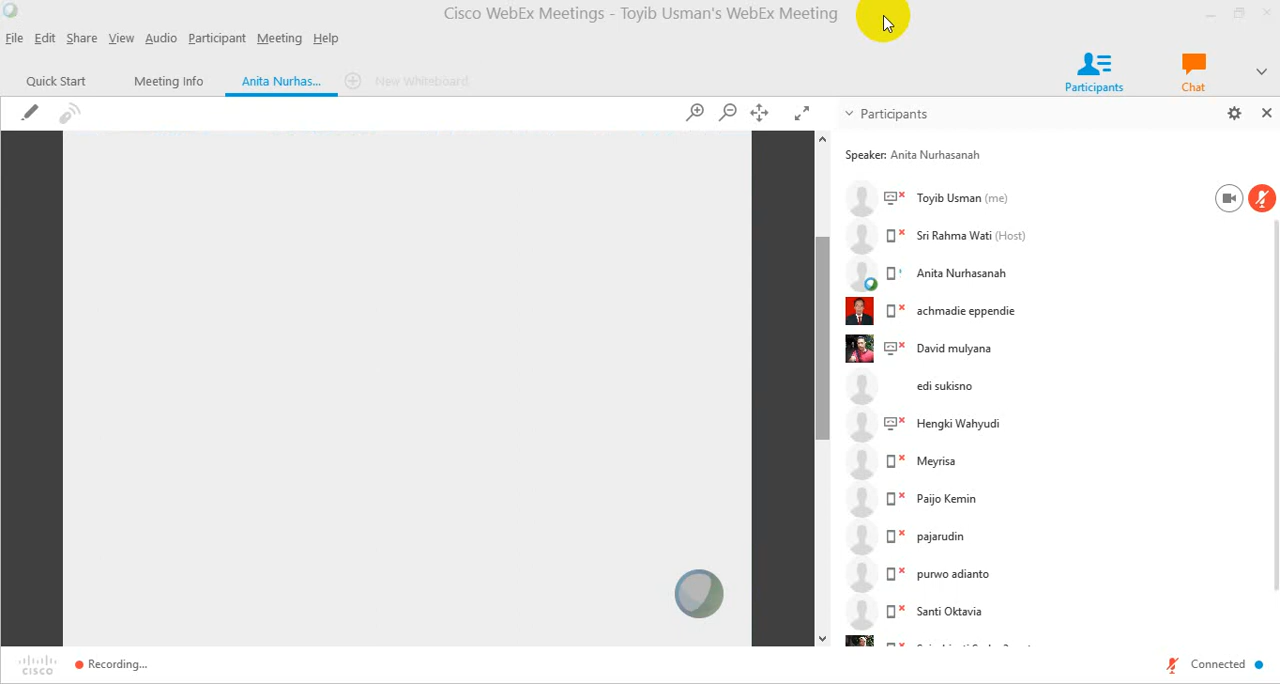 Cisco WebEx Meetings - Toyib Usman's WebEx Meeting
File Edit Share View Audio Participant Meeting Help
Quick Start Meeting Info Anita Nurhas... New Whiteboard
Participants Chat
Participants
Speaker: Anita Nurhasanah
Toyib Usman (me)
Sri Rahma Wati (Host)
Anita Nurhasanah
achmadie eppendie
David mulyana
edi sukisno
Hengki Wahyudi
Meyrisa
Paijo Kemin
pajarudin
purwo adianto
Santi Oktavia
CISCO Recording... Connected